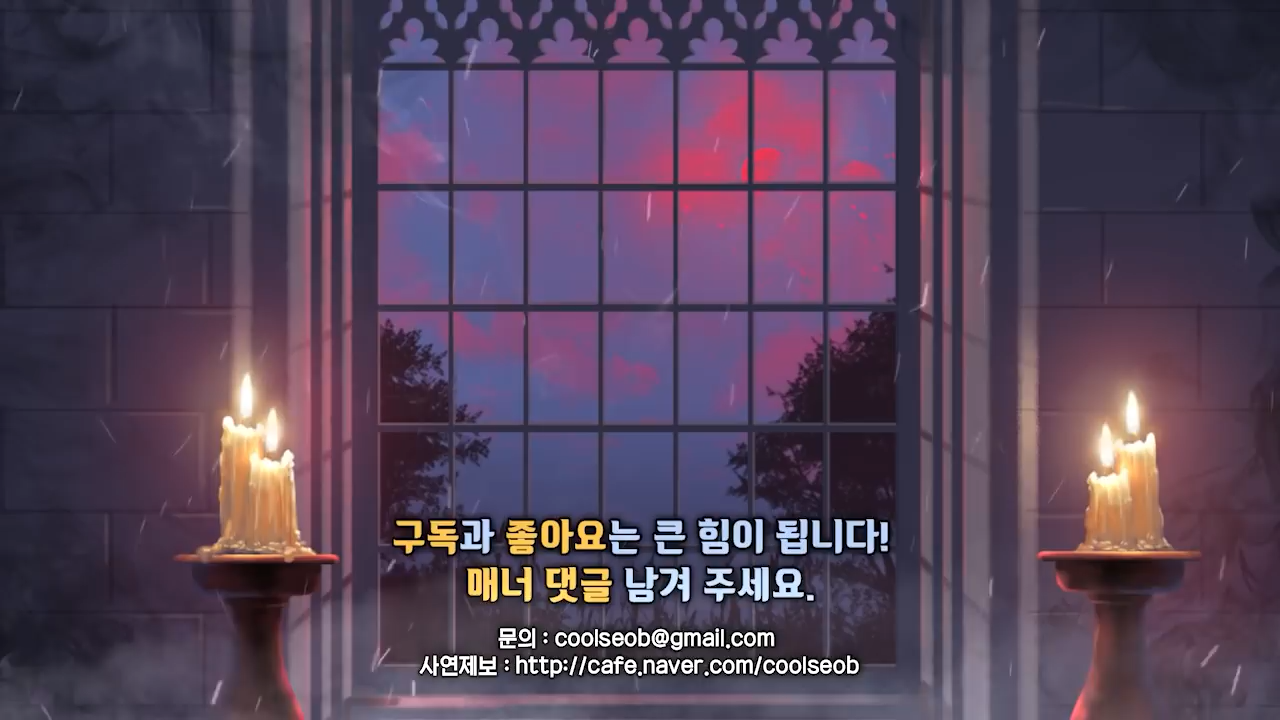 구독과 좋아요는 큰 힘이 됩니다!
매너 댓글 남겨 주세요.
문의 : coolseob@gmail.com
사연제보 : http://cafe.naver.com/coolseob